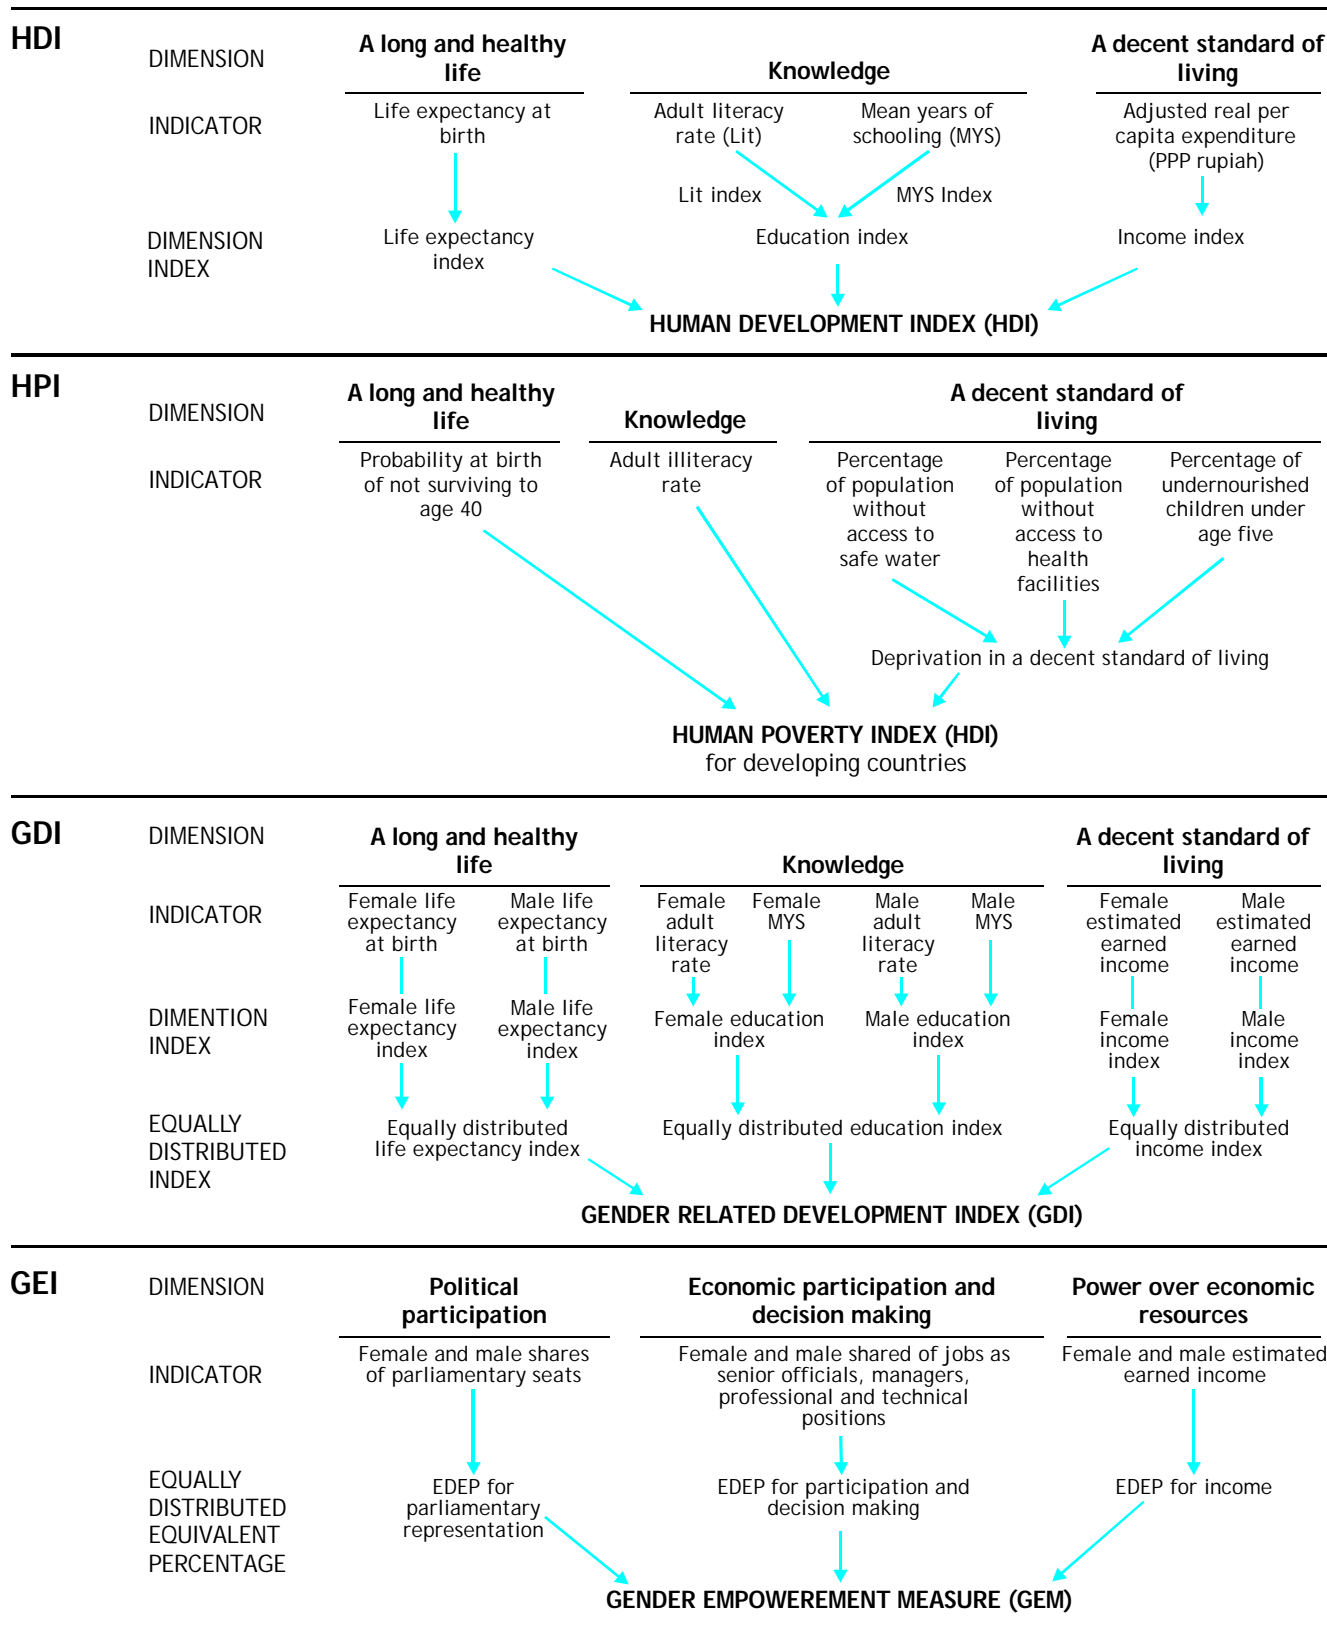 HDI
DIMENSION
A long and healthy
life
Knowledge
A decent standard of
living
INDICATOR
Life expectancy at
birth
Adult literacy
rate (Lit)
Mean years of
schooling (MYS)
Adjusted real per
capita expenditure
(PPP rupiah)
Lit index
MYS Index
DIMENSION
INDEX
Life expectancy
index
Education index
Income index
HUMAN DEVELOPMENT INDEX (HDI)
HPI
DIMENSION
A long and healthy
life
Knowledge
A decent standard of
living
INDICATOR
Probability at birth
of not surviving to
age 40
Adult illiteracy
rate
Percentage
of population
without
access to
safe water
Percentage
of population
without
access to
health
facilities
Percentage of
undernourished
children under
age five
Deprivation in a decent standard of living
HUMAN POVERTY INDEX (HDI)
for developing countries
GDI
DIMENSION
A long and healthy
life
Knowledge
A decent standard of
living
INDICATOR
Female life
expectancy
at birth
Male life
expectancy
at birth
Female
adult
literacy
rate
Female
MYS
Male
adult
literacy
rate
Male
MYS
Female
estimated
earned
income
Male
estimated
earned
income
DIMENTION
INDEX
Female life
expectancy
index
Male life
expectancy
index
Female education
index
Male education
index
Female
income
index
Male
income
index
EQUALLY
DISTRIBUTED
INDEX
Equally distributed
life expectancy index
Equally distributed education index
Equally distributed
income index
GENDER RELATED DEVELOPMENT INDEX (GDI)
GEI
DIMENSION
Political
participation
Economic participation and
decision making
Power over economic
resources
INDICATOR
Female and male shares
of parliamentary seats
Female and male shared of jobs as
senior officials, managers,
professional and technical
positions
Female and male estimated
earned income
EQUALLY
DISTRIBUTED
EQUIVALENT
PERCENTAGE
EDEP for
parliamentary
representation
EDEP for participation and
decision making
EDEP for income
GENDER EMPOWEREMENT MEASURE (GEM)